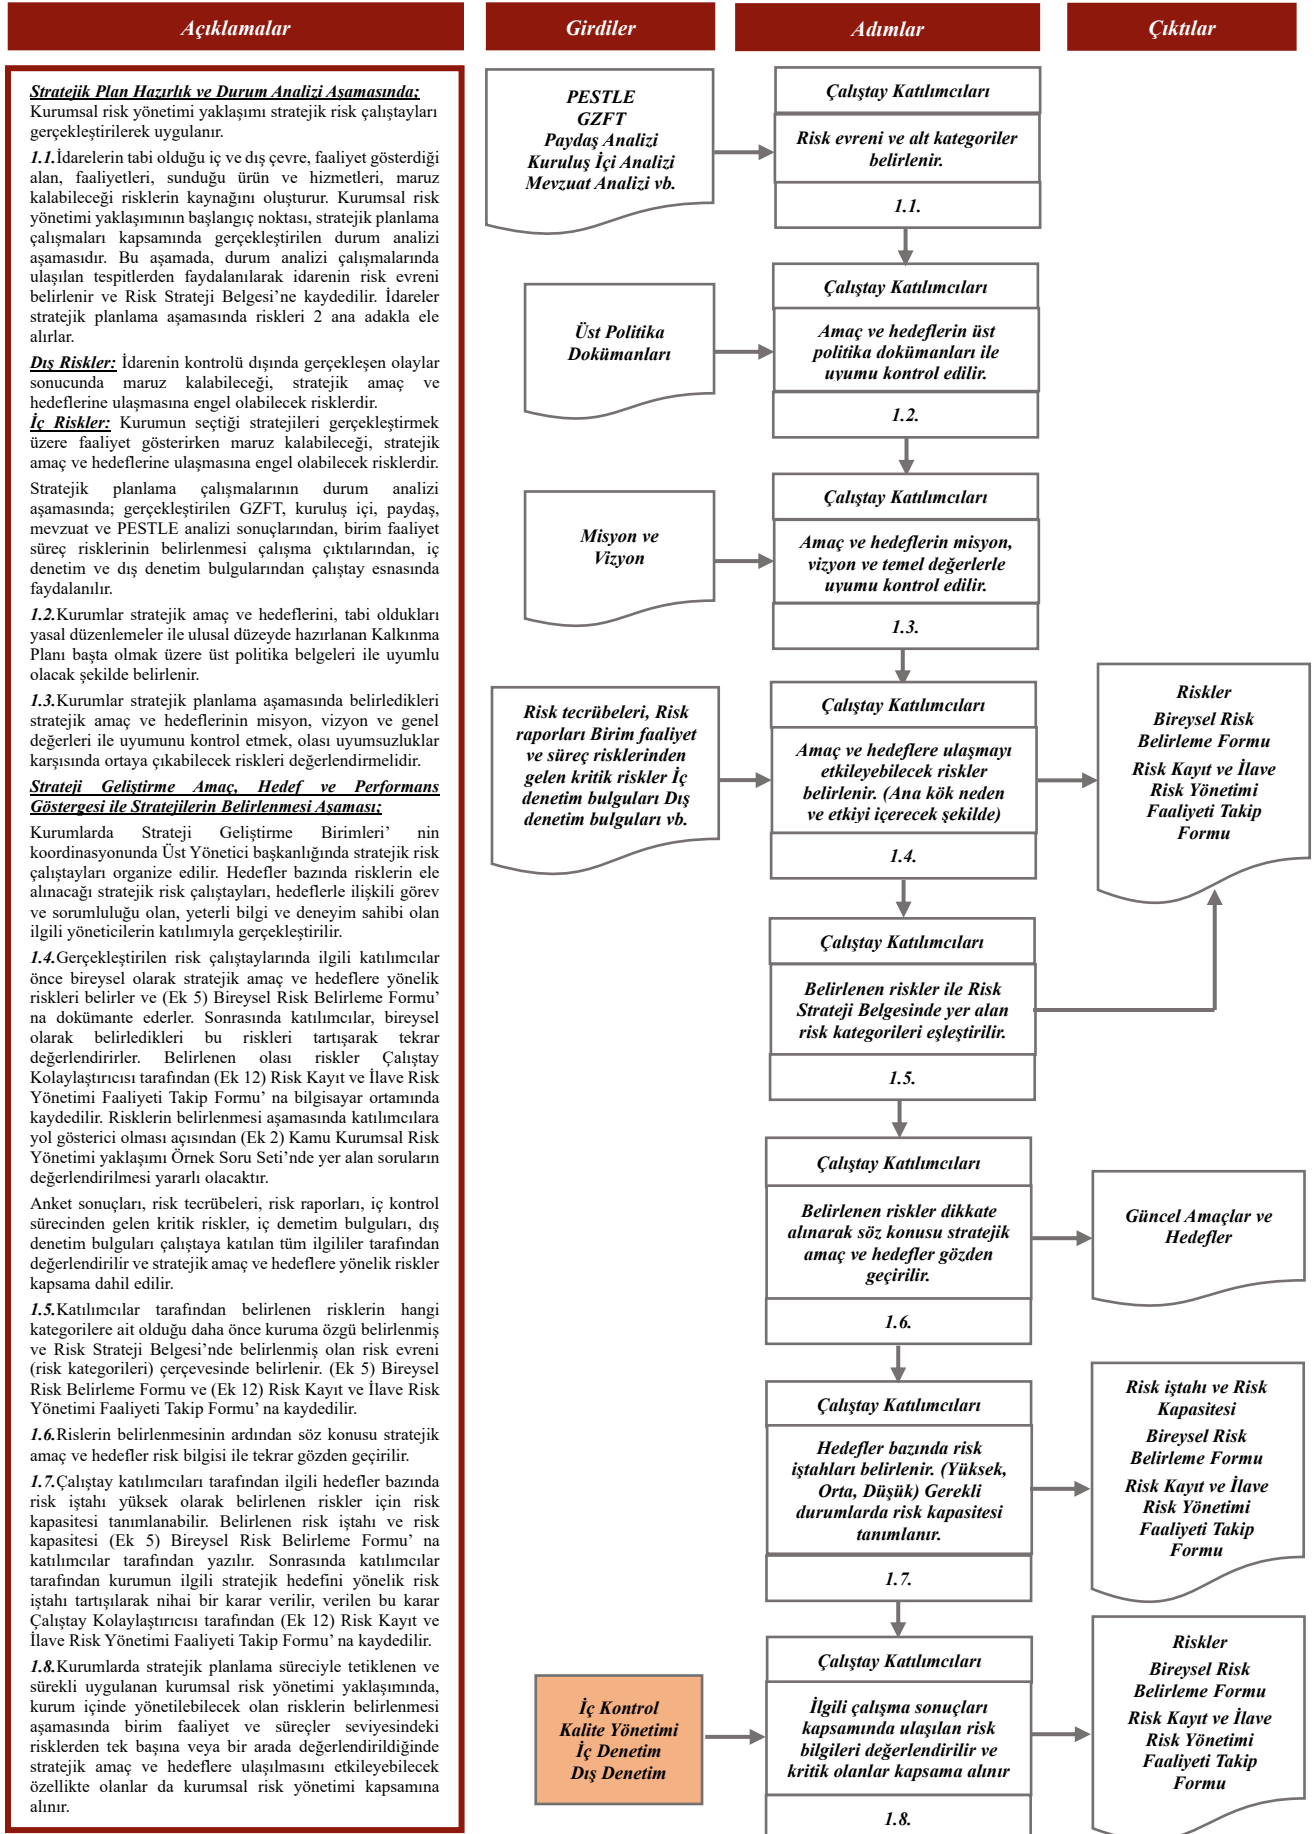 Açıklamalar
Girdiler
Adımlar
Çıktılar
Stratejik Plan Hazırlık ve Durum Analizi Aşamasında;
Kurumsal risk yönetimi yaklaşımı stratejik risk çalıştayları
gerçekleştirilerek uygulanır.
1.1.İdarelerin tabi olduğu iç ve dış çevre, faaliyet gösterdiği
alan, faaliyetleri, sunduğu ürün ve hizmetleri, maruz
kalabileceği risklerin kaynağını oluşturur. Kurumsal risk
yönetimi yaklaşımının başlangıç noktası, stratejik planlama
çalışmaları kapsamında gerçekleştirilen durum analizi
aşamasıdır. Bu aşamada, durum analizi çalışmalarında
ulaşılan tespitlerden faydalanılarak idarenin risk evreni
belirlenir ve Risk Strateji Belgesi’ne kaydedilir. İdareler
stratejik planlama aşamasında riskleri 2 ana adakla ele
alırlar.
Dış Riskler: İdarenin kontrolü dışında gerçekleşen olaylar
sonucunda maruz kalabileceği, stratejik amaç ve
hedeflerine ulaşmasına engel olabilecek risklerdir.
İç Riskler: Kurumun seçtiği stratejileri gerçekleştirmek
üzere faaliyet gösterirken maruz kalabileceği, stratejik
amaç ve hedeflerine ulaşmasına engel olabilecek risklerdir.
Stratejik planlama çalışmalarının durum analizi
aşamasında; gerçekleştirilen GZFT, kuruluş içi, paydaş,
mevzuat ve PESTLE analizi sonuçlarından, birim faaliyet
süreç risklerinin belirlenmesi çalışma çıktılarından, iç
denetim ve dış denetim bulgularından çalıştay esnasında
faydalanılır.
1.2.Kurumlar stratejik amaç ve hedeflerini, tabi oldukları
yasal düzenlemeler ile ulusal düzeyde hazırlanan Kalkınma
Planı başta olmak üzere üst politika belgeleri ile uyumlu
olacak şekilde belirlenir.
1.3.Kurumlar stratejik planlama aşamasında belirledikleri
stratejik amaç ve hedeflerinin misyon, vizyon ve genel
değerleri ile uyumunu kontrol etmek, olası uyumsuzluklar
karşısında ortaya çıkabilecek riskleri değerlendirmelidir.
Strateji Geliştirme Amaç, Hedef ve Performans
Göstergesi ile Stratejilerin Belirlenmesi Aşaması;
Kurumlarda Strateji Geliştirme Birimleri’ nin
koordinasyonunda Üst Yönetici başkanlığında stratejik risk
çalıştayları organize edilir. Hedefler bazında risklerin ele
alınacağı stratejik risk çalıştayları, hedeflerle ilişkili görev
ve sorumluluğu olan, yeterli bilgi ve deneyim sahibi olan
ilgili yöneticilerin katılımıyla gerçekleştirilir.
1.4.Gerçekleştirilen risk çalıştaylarında ilgili katılımcılar
önce bireysel olarak stratejik amaç ve hedeflere yönelik
riskleri belirler ve (Ek 5) Bireysel Risk Belirleme Formu’
na dokümante ederler. Sonrasında katılımcılar, bireysel
olarak belirledikleri bu riskleri tartışarak tekrar
değerlendirirler. Belirlenen olası riskler Çalıştay
Kolaylaştırıcısı tarafından (Ek 12) Risk Kayıt ve İlave Risk
Yönetimi Faaliyeti Takip Formu’ na bilgisayar ortamında
kaydedilir. Risklerin belirlenmesi aşamasında katılımcılara
yol gösterici olması açısından (Ek 2) Kamu Kurumsal Risk
Yönetimi yaklaşımı Örnek Soru Seti’nde yer alan soruların
değerlendirilmesi yararlı olacaktır.
Anket sonuçları, risk tecrübeleri, risk raporları, iç kontrol
sürecinden gelen kritik riskler, iç demetim bulguları, dış
denetim bulguları çalıştaya katılan tüm ilgililer tarafından
değerlendirilir ve stratejik amaç ve hedeflere yönelik riskler
kapsama dahil edilir.
1.5.Katılımcılar tarafından belirlenen risklerin hangi
kategorilere ait olduğu daha önce kuruma özgü belirlenmiş
ve Risk Strateji Belgesi’nde belirlenmiş olan risk evreni
(risk kategorileri) çerçevesinde belirlenir. (Ek 5) Bireysel
Risk Belirleme Formu ve (Ek 12) Risk Kayıt ve İlave Risk
Yönetimi Faaliyeti Takip Formu’ na kaydedilir.
1.6.Rislerin belirlenmesinin ardından söz konusu stratejik
amaç ve hedefler risk bilgisi ile tekrar gözden geçirilir.
1.7.Çalıştay katılımcıları tarafından ilgili hedefler bazında
risk iştahı yüksek olarak belirlenen riskler için risk
kapasitesi tanımlanabilir. Belirlenen risk iştahı ve risk
kapasitesi (Ek 5) Bireysel Risk Belirleme Formu’ na
katılımcılar tarafından yazılır. Sonrasında katılımcılar
tarafından kurumun ilgili stratejik hedefini yönelik risk
iştahı tartışılarak nihai bir karar verilir, verilen bu karar
Çalıştay Kolaylaştırıcısı tarafından (Ek 12) Risk Kayıt ve
İlave Risk Yönetimi Faaliyeti Takip Formu’ na kaydedilir.
1.8.Kurumlarda stratejik planlama süreciyle tetiklenen ve
sürekli uygulanan kurumsal risk yönetimi yaklaşımında,
kurum içinde yönetilebilecek olan risklerin belirlenmesi
aşamasında birim faaliyet ve süreçler seviyesindeki
risklerden tek başına veya bir arada değerlendirildiğinde
stratejik amaç ve hedeflere ulaşılmasını etkileyebilecek
özellikte olanlar da kurumsal risk yönetimi kapsamına
alınır.
PESTLE
GZFT
Paydaş Analizi
Kuruluş İçi Analizi
Mevzuat Analizi vb.
Çalıştay Katılımcıları
Risk evreni ve alt kategoriler
belirlenir.
1.1.
Üst Politika
Dokümanları
Çalıştay Katılımcıları
Amaç ve hedeflerin üst
politika dokümanları ile
uyumu kontrol edilir.
1.2.
Misyon ve
Vizyon
Çalıştay Katılımcıları
Amaç ve hedeflerin misyon,
vizyon ve temel değerlerle
uyumu kontrol edilir.
1.3.
Risk tecrübeleri, Risk
raporları Birim faaliyet
ve süreç risklerinden
gelen kritik riskler İç
denetim bulguları Dış
denetim bulguları vb.
Çalıştay Katılımcıları
Amaç ve hedeflere ulaşmayı
etkileyebilecek riskler
belirlenir. (Ana kök neden
ve etkiyi içerecek şekilde)
1.4.
Riskler
Bireysel Risk
Belirleme Formu
Risk Kayıt ve İlave
Risk Yönetimi
Faaliyeti Takip
Formu
Çalıştay Katılımcıları
Belirlenen riskler ile Risk
Strateji Belgesinde yer alan
risk kategorileri eşleştirilir.
1.5.
Çalıştay Katılımcıları
Belirlenen riskler dikkate
alınarak söz konusu stratejik
amaç ve hedefler gözden
geçirilir.
1.6.
Güncel Amaçlar ve
Hedefler
Çalıştay Katılımcıları
Hedefler bazında risk
iştahları belirlenir. (Yüksek,
Orta, Düşük) Gerekli
durumlarda risk kapasitesi
tanımlanır.
1.7.
Risk iştahı ve Risk
Kapasitesi
Bireysel Risk
Belirleme Formu
Risk Kayıt ve İlave
Risk Yönetimi
Faaliyeti Takip
Formu
İç Kontrol
Kalite Yönetimi
İç Denetim
Dış Denetim
Çalıştay Katılımcıları
İlgili çalışma sonuçları
kapsamında ulaşılan risk
bilgileri değerlendirilir ve
kritik olanlar kapsama alınır
1.8.
Riskler
Bireysel Risk
Belirleme Formu
Risk Kayıt ve İlave
Risk Yönetimi
Faaliyeti Takip
Formu